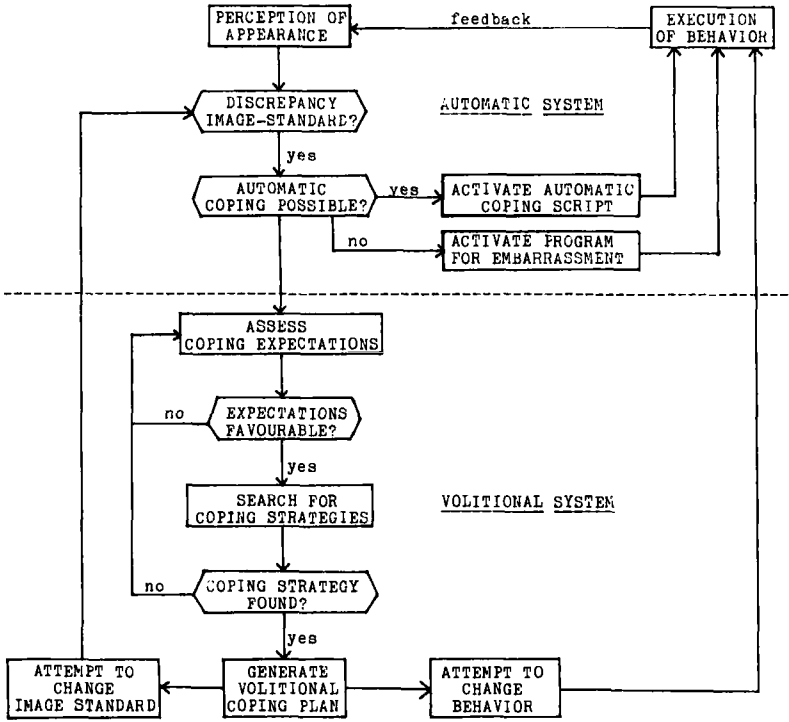 PERCEPTION OF
APPEARANCE
feedback
EXECUTION
OF BEHAVIOR
DISCREPANCY
IMAGE-STANDARD?
AUTOMATIC SYSTEM
yes
AUTOMATIC
COPING POSSIBLE?
yes
ACTIVATE AUTOMATIC
COPING SCRIPT
no
ACTIVATE PROGRAM
FOR EMBARRASSMENT
ASSESS
COPING EXPECTATIONS
no
EXPECTATIONS
FAVOURABLE?
yes
SEARCH FOR
COPING STRATEGIES
VOLITIONAL SYSTEM
no
COPING STRATEGY
FOUND?
yes
ATTEMPT TO
CHANGE
IMAGE STANDARD
GENERATE
VOLITIONAL
COPING PLAN
ATTEMPT TO
CHANGE
BEHAVIOR